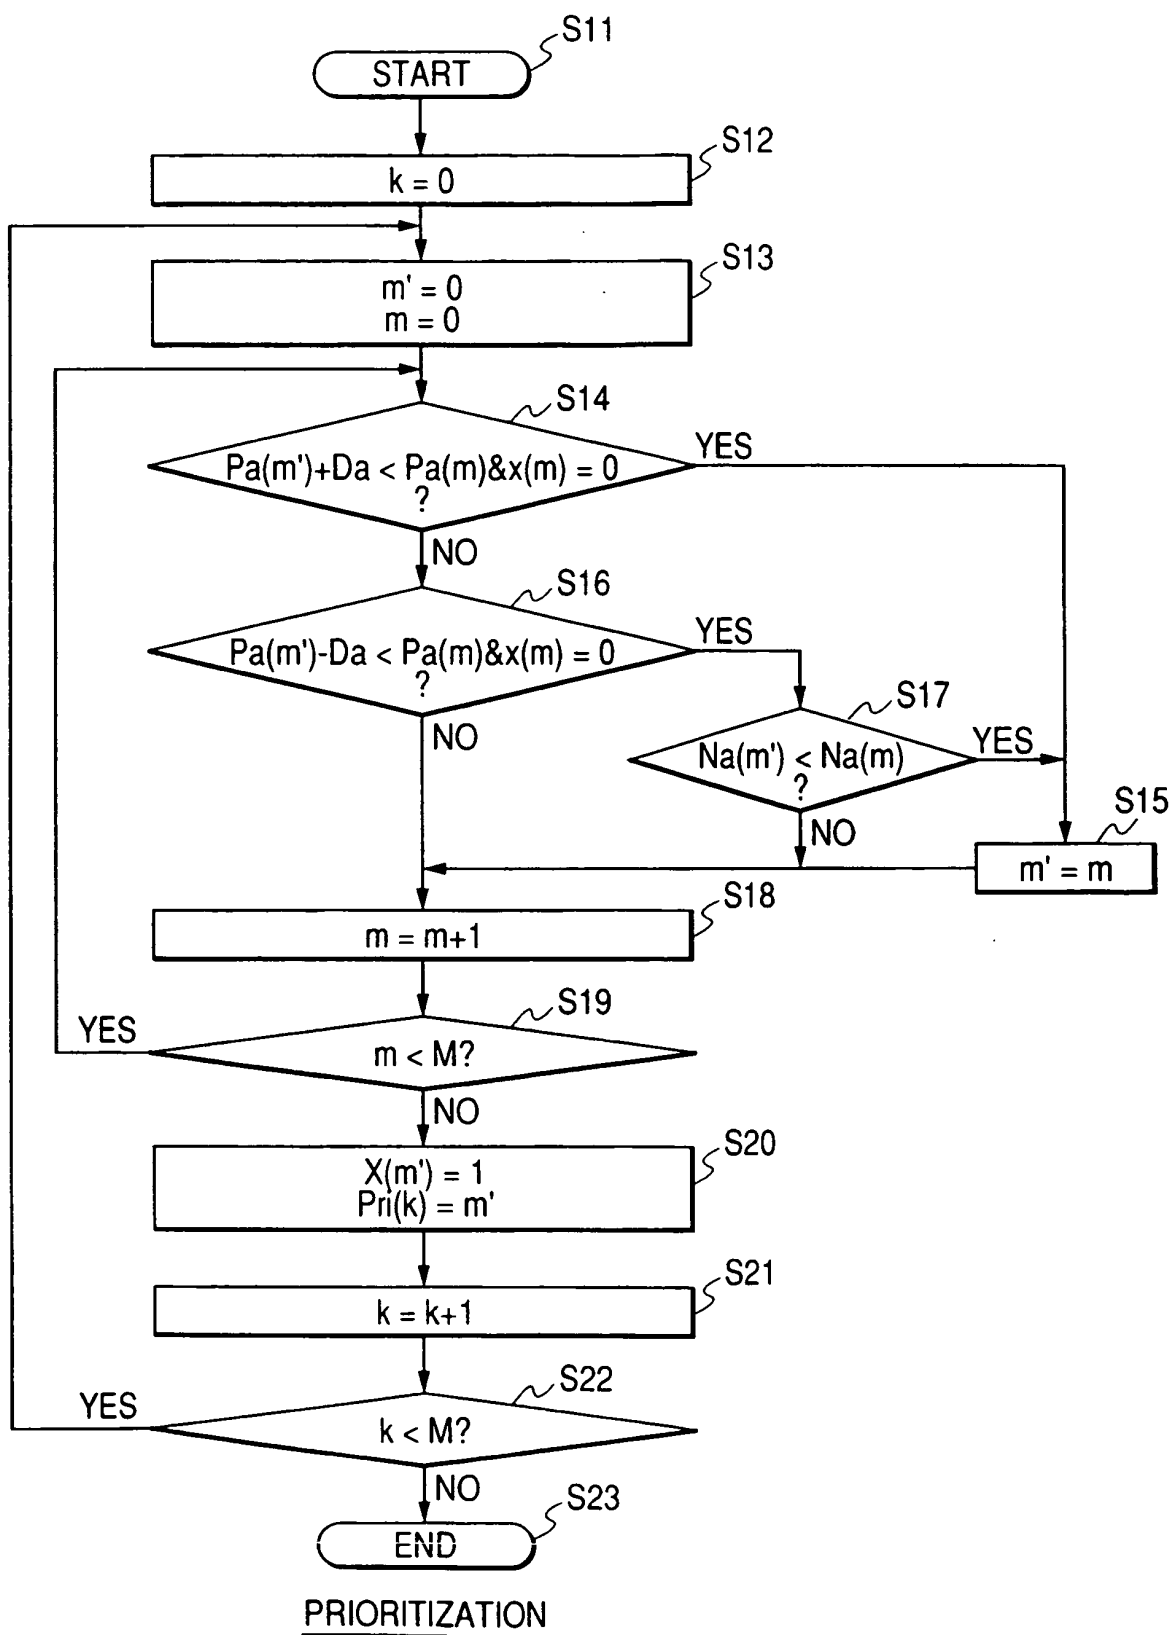 S11
START
S12
k = 0
S13
m' = 0
m = 0
S14
Pa(m')+Da < Pa(m)&x(m) = 0
?
YES
NO
S16
Pa(m')-Da < Pa(m)&x(m) = 0
?
YES
NO
S17
Na(m') < Na(m)
?
YES
NO
S15
m' = m
S18
m = m+1
S19
m < M?
YES
NO
S20
X(m') = 1
Pri(k) = m'
S21
k = k+1
S22
k < M?
YES
NO
S23
END
PRIORITIZATION